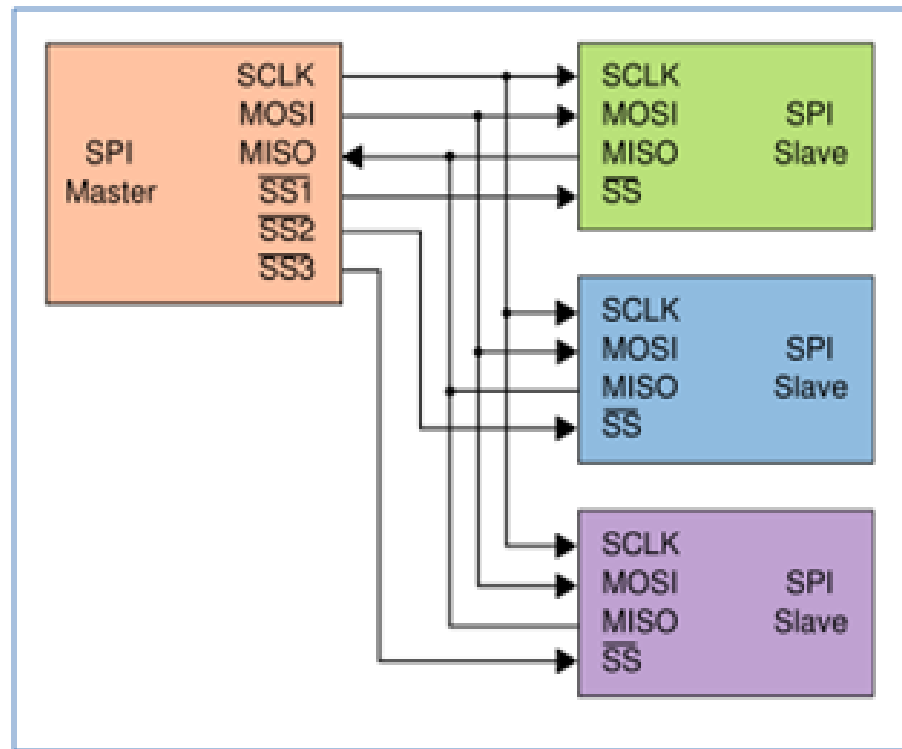 SCLK
MOSI
SPI MISO
Master SS1
SS2
SS3
SCLK
MOSI SPI
MISO Slave
SS
SCLK
MOSI SPI
MISO Slave
SS
SCLK
MOSI SPI
MISO Slave
SS